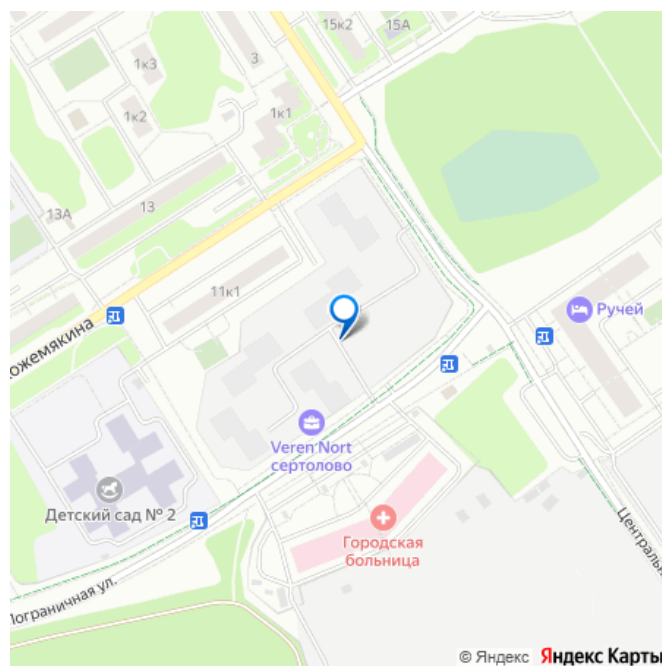 15к2
15А
3
1к3
1к2
1к1
13А
13
11к1
Кожемякина
Ручей
Veren Nort
сертолово
Детский сад № 2
Городская
больница
Пограничная ул.
Центральн
© Яндекс Яндекс Карты